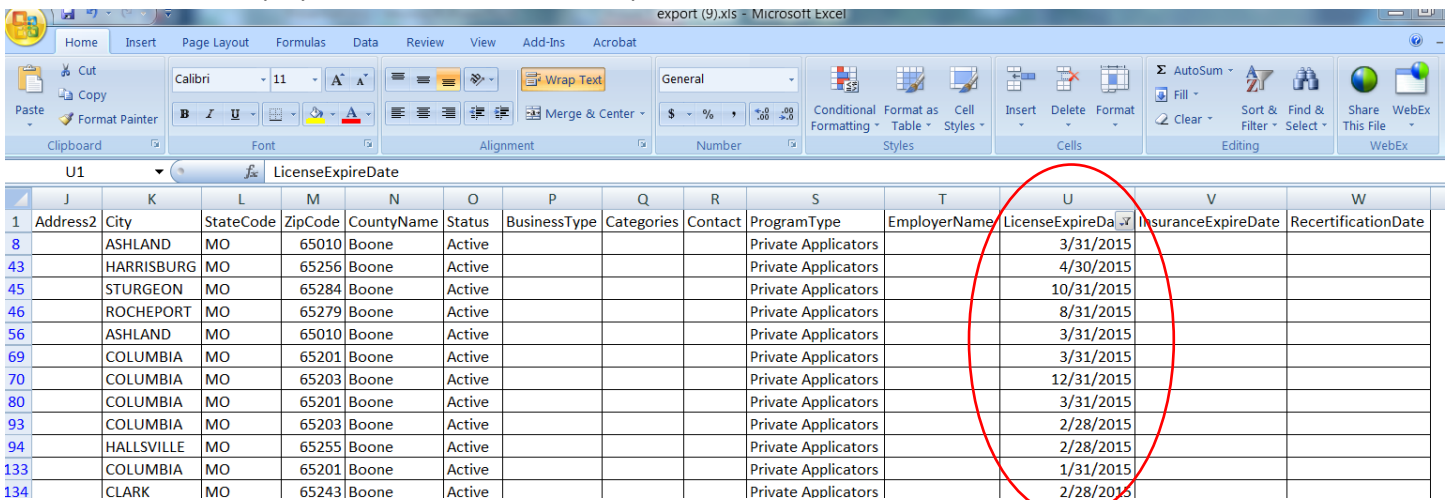 export (9).xls - Microsoft Excel
Home Insert Page Layout Formulas Data Review View Add-Ins Acrobat
Cut
Copy
Format Painter
Paste
Calibri 11 A A
B I U A
Wrap Text
Merge & Center
General
$ % , .0 .00 .00 .0
Conditional Formatting
Format as Table
Cell Styles
Insert Delete Format
Σ AutoSum
Fill
Clear
Sort & Filter
Find & Select
Share This File
WebEx
Clipboard Font Alignment Number Styles Cells Editing WebEx
U1 fx LicenseExpireDate
J K L M N O P Q R S T U V W
1 Address2 City StateCode ZipCode CountyName Status BusinessType Categories Contact ProgramType EmployerName LicenseExpireDa InsuranceExpireDate RecertificationDate
8 ASHLAND MO 65010 Boone Active Private Applicators 3/31/2015
43 HARRISBURG MO 65256 Boone Active Private Applicators 4/30/2015
45 STURGEON MO 65284 Boone Active Private Applicators 10/31/2015
46 ROCHEPORT MO 65279 Boone Active Private Applicators 8/31/2015
56 ASHLAND MO 65010 Boone Active Private Applicators 3/31/2015
69 COLUMBIA MO 65201 Boone Active Private Applicators 3/31/2015
70 COLUMBIA MO 65203 Boone Active Private Applicators 12/31/2015
80 COLUMBIA MO 65201 Boone Active Private Applicators 3/31/2015
93 COLUMBIA MO 65203 Boone Active Private Applicators 2/28/2015
94 HALLSVILLE MO 65255 Boone Active Private Applicators 2/28/2015
133 COLUMBIA MO 65201 Boone Active Private Applicators 1/31/2015
134 CLARK MO 65243 Boone Active Private Applicators 2/28/2015